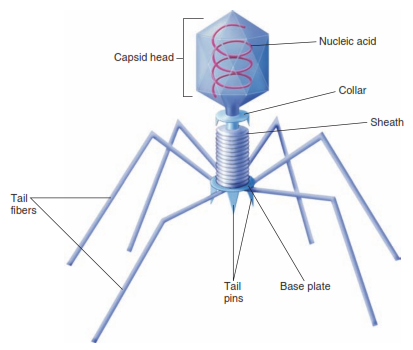 Nucleic acid
Capsid head
Collar
Sheath
Tail
fibers
Tail
pins
Base plate